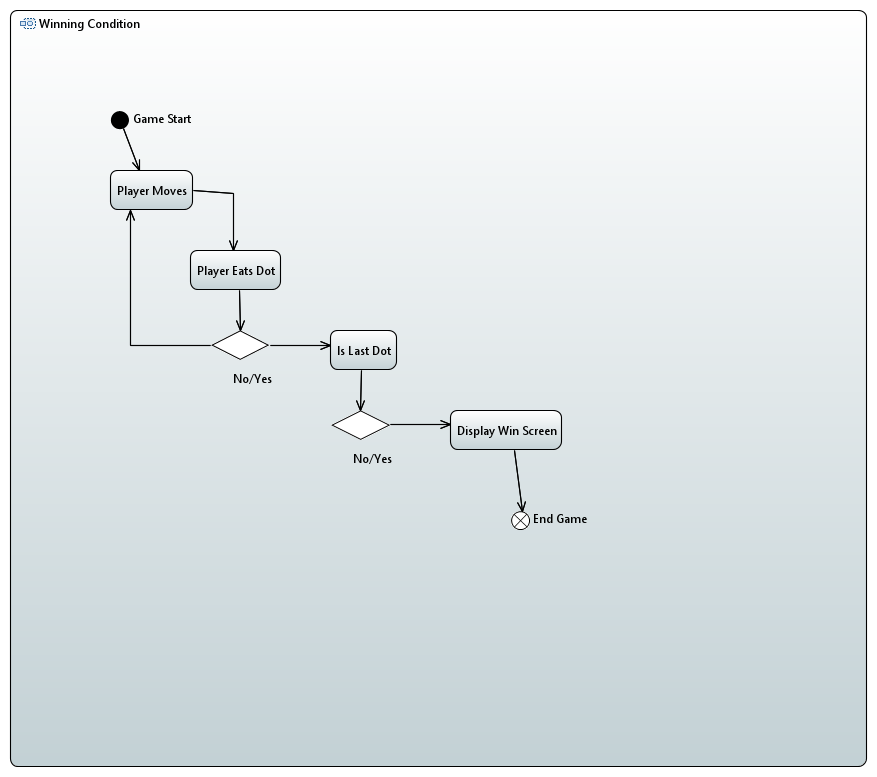 Winning Condition
Game Start
Player Moves
Player Eats Dot
Is Last Dot
No/Yes
Display Win Screen
No/Yes
End Game